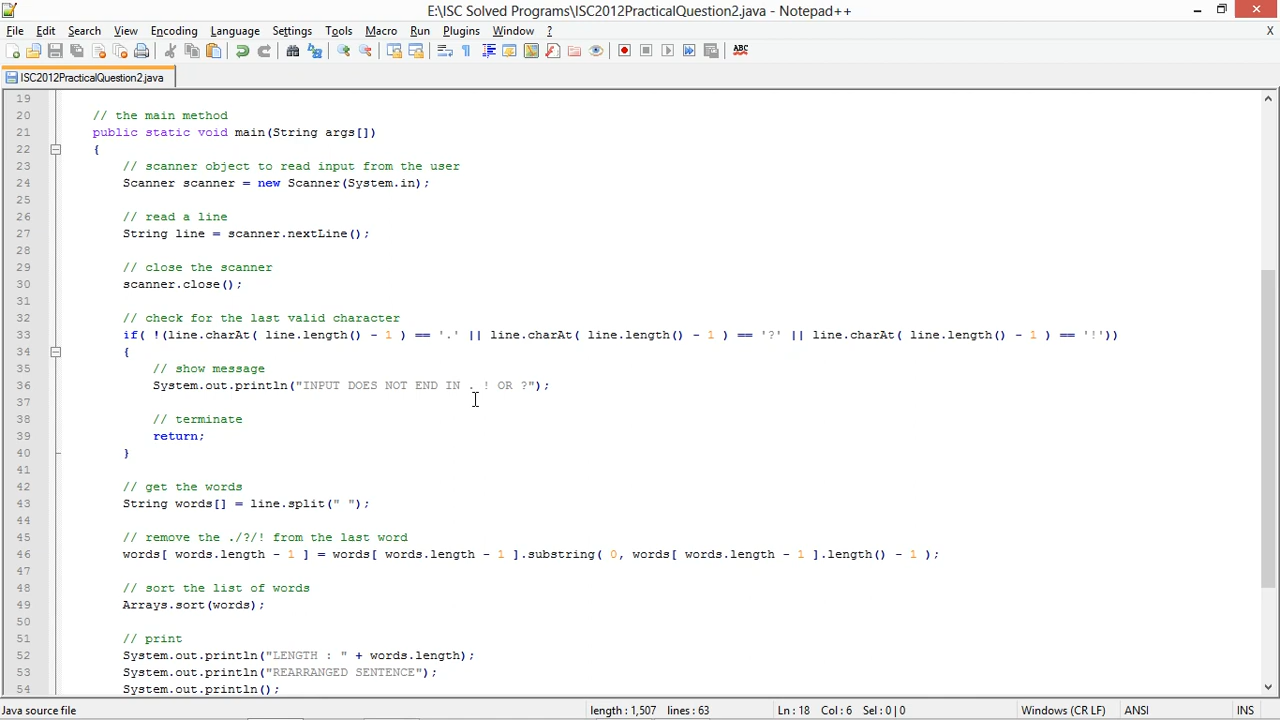 E:\ISC Solved Programs\ISC2012PracticalQuestion2.java - Notepad++
File Edit Search View Encoding Language Settings Tools Macro Run Plugins Window ? X
ABC
ISC2012PracticalQuestion2.java
19
20 // the main method
21 public static void main(String args[])
22 {
23 // scanner object to read input from the user
24 Scanner scanner = new Scanner(System.in);
25
26 // read a line
27 String line = scanner.nextLine();
28
29 // close the scanner
30 scanner.close();
31
32 // check for the last valid character
33 if( !(line.charAt( line.length() - 1 ) == '.' || line.charAt( line.length() - 1 ) == '?' || line.charAt( line.length() - 1 ) == '!'))
34 {
35 // show message
36 System.out.println("INPUT DOES NOT END IN . ! OR ?");
37
38 // terminate
39 return;
40 }
41
42 // get the words
43 String words[] = line.split(" ");
44
45 // remove the ./?/! from the last word
46 words[ words.length - 1 ] = words[ words.length - 1 ].substring( 0, words[ words.length - 1 ].length() - 1 );
47
48 // sort the list of words
49 Arrays.sort(words);
50
51 // print
52 System.out.println("LENGTH : " + words.length);
53 System.out.println("REARRANGED SENTENCE");
54 System.out.println();
Java source file length : 1,507 lines : 63 Ln : 18 Col : 6 Sel : 0 | 0 Windows (CR LF) ANSI INS